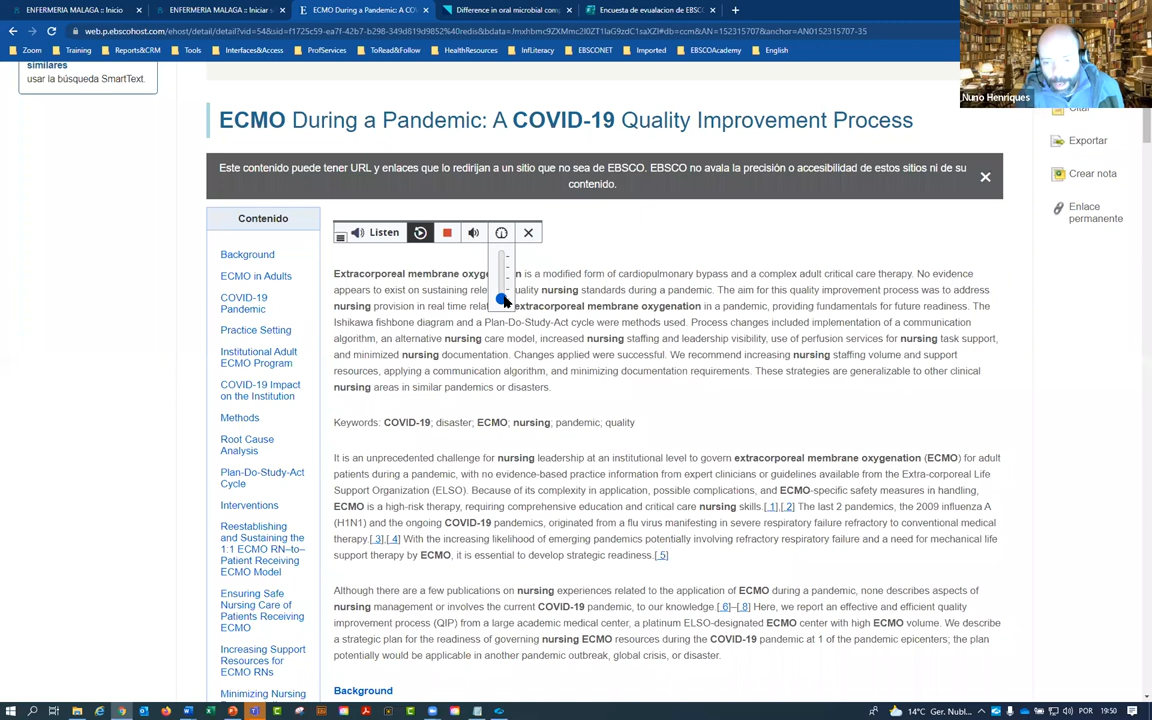 ENFERMERIA MALAGA :: Inicio
ENFERMERIA MALAGA :: Iniciar s
ECMO During a Pandemic: A CO
Difference in oral microbial com
Encuesta de evualacion de EBSC
Zoom
Training
Reports&CRM
Tools
Interfaces&Access
ProfServices
ToRead&Follow
HealthResources
InfLiteracy
EBSCONET
Imported
EBSCOAcademy
English
Nuno Henriques
similares
usar la búsqueda SmartText.
Citar
Exportar
Crear nota
Enlace
permanente
ECMO During a Pandemic: A COVID-19 Quality Improvement Process
Este contenido puede tener URL y enlaces que lo redirijan a un sitio que no sea de EBSCO. EBSCO no avala la precisión o accesibilidad de estos sitios ni de su
contenido.
Contenido
Background
ECMO in Adults
COVID-19
Pandemic
Practice Setting
Institutional Adult
ECMO Program
COVID-19 Impact
on the Institution
Methods
Root Cause
Analysis
Plan-Do-Study-Act
Cycle
Interventions
Reestablishing
and Sustaining the
1:1 ECMO RN–to–
Patient Receiving
ECMO Model
Ensuring Safe
Nursing Care of
Patients Receiving
ECMO
Increasing Support
Resources for
ECMO RNs
Minimizing Nursing
Listen
Extracorporeal membrane oxyge n is a modified form of cardiopulmonary bypass and a complex adult critical care therapy. No evidence
appears to exist on sustaining rele uality nursing standards during a pandemic. The aim for this quality improvement process was to address
nursing provision in real time relat extracorporeal membrane oxygenation in a pandemic, providing fundamentals for future readiness. The
Ishikawa fishbone diagram and a Plan-Do-Study-Act cycle were methods used. Process changes included implementation of a communication
algorithm, an alternative nursing care model, increased nursing staffing and leadership visibility, use of perfusion services for nursing task support,
and minimized nursing documentation. Changes applied were successful. We recommend increasing nursing staffing volume and support
resources, applying a communication algorithm, and minimizing documentation requirements. These strategies are generalizable to other clinical
nursing areas in similar pandemics or disasters.
Keywords: COVID-19; disaster; ECMO; nursing; pandemic; quality
It is an unprecedented challenge for nursing leadership at an institutional level to govern extracorporeal membrane oxygenation (ECMO) for adult
patients during a pandemic, with no evidence-based practice information from expert clinicians or guidelines available from the Extra-corporeal Life
Support Organization (ELSO). Because of its complexity in application, possible complications, and ECMO-specific safety measures in handling,
ECMO is a high-risk therapy, requiring comprehensive education and critical care nursing skills.[ 1],[ 2] The last 2 pandemics, the 2009 influenza A
(H1N1) and the ongoing COVID-19 pandemics, originated from a flu virus manifesting in severe respiratory failure refractory to conventional medical
therapy.[ 3],[ 4] With the increasing likelihood of emerging pandemics potentially involving refractory respiratory failure and a need for mechanical life
support therapy by ECMO, it is essential to develop strategic readiness.[ 5]
Although there are a few publications on nursing experiences related to the application of ECMO during a pandemic, none describes aspects of
nursing management or involves the current COVID-19 pandemic, to our knowledge.[ 6]–[ 8] Here, we report an effective and efficient quality
improvement process (QIP) from a large academic medical center, a platinum ELSO-designated ECMO center with high ECMO volume. We describe
a strategic plan for the readiness of governing nursing ECMO resources during the COVID-19 pandemic at 1 of the pandemic epicenters; the plan
potentially would be applicable in another pandemic outbreak, global crisis, or disaster.
Background
14°C Ger. Nubl...
POR
19:50